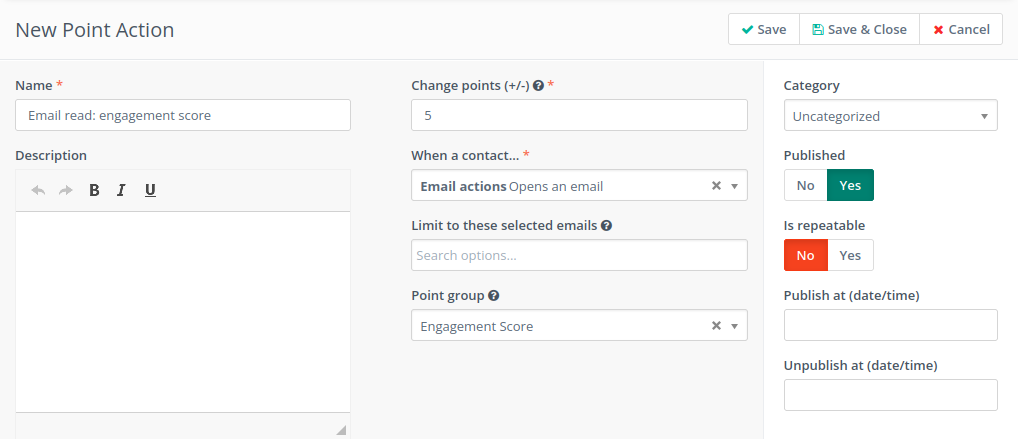 New Point Action
Save
Save & Close
Cancel
Name *
Email read: engagement score
Description
B I U
Change points (+/-) *
5
When a contact... *
Email actions Opens an email
Limit to these selected emails
Search options...
Point group
Engagement Score
Category
Uncategorized
Published
No Yes
Is repeatable
No Yes
Publish at (date/time)
Unpublish at (date/time)